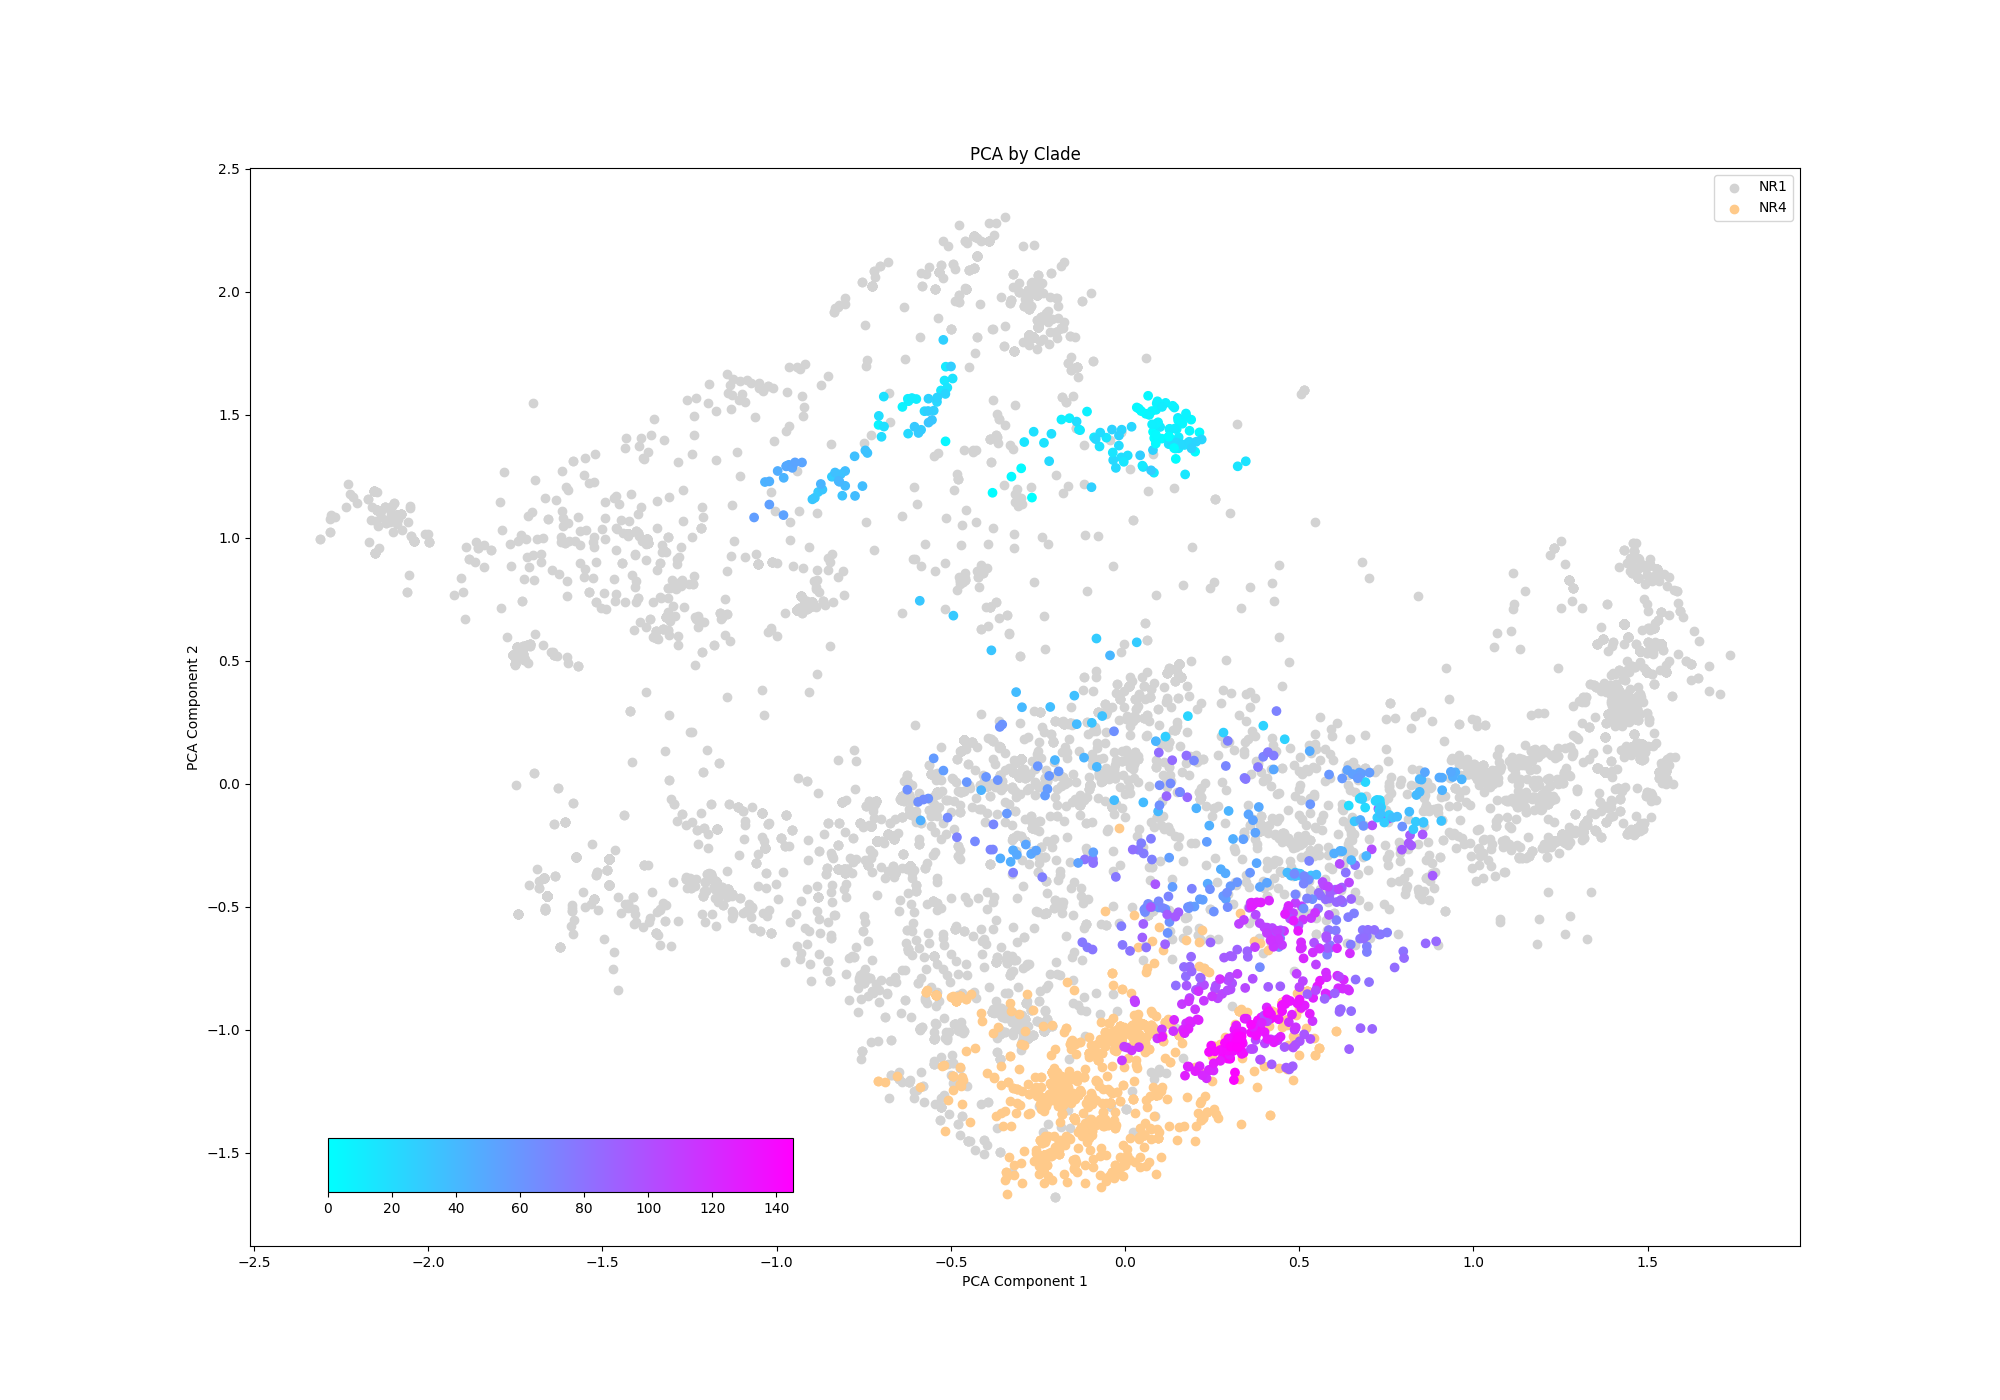 PCA by Clade
NR1
NR4
2.5
2.0
1.5
1.0
0.5
0.0
−0.5
−1.0
−1.5
PCA Component 2
0 20 40 60 80 100 120 140
−2.5 −2.0 −1.5 −1.0 −0.5 0.0 0.5 1.0 1.5
PCA Component 1